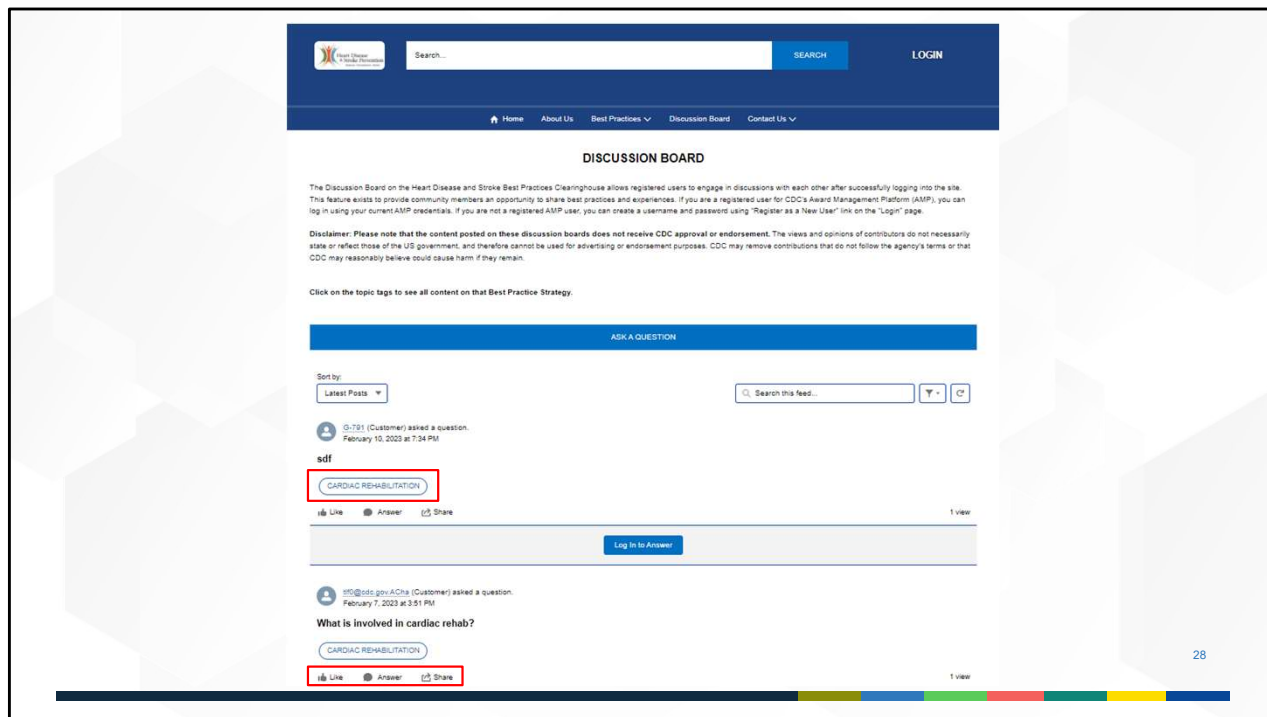 Heart Disease
& Stroke Prevention
Search...
SEARCH
LOGIN
Home About Us Best Practices Discussion Board Contact Us
DISCUSSION BOARD
The Discussion Board on the Heart Disease and Stroke Best Practices Clearinghouse allows registered users to engage in discussions with each other after successfully logging into the site.
This feature exists to provide community members an opportunity to share best practices and experiences. If you are a registered user for CDC's Award Management Platform (AMP), you can
log in using your current AMP credentials. If you are not a registered AMP user, you can create a username and password using "Register as a New User" link on the "Login" page.
Disclaimer: Please note that the content posted on these discussion boards does not receive CDC approval or endorsement. The views and opinions of contributors do not necessarily
state or reflect those of the US government, and therefore cannot be used for advertising or endorsement purposes. CDC may remove contributions that do not follow the agency's terms or that
CDC may reasonably believe could cause harm if they remain.
Click on the topic tags to see all content on that Best Practice Strategy.
ASK A QUESTION
Sort by:
Latest Posts
Search this feed...
G-791 (Customer) asked a question.
February 10, 2023 at 7:34 PM
sdf
CARDIAC REHABILITATION
Like Answer Share 1 view
Log In to Answer
(Customer) asked a question.
February 7, 2023 at 3:51 PM
What is involved in cardiac rehab?
CARDIAC REHABILITATION
Like Answer Share 1 view
28